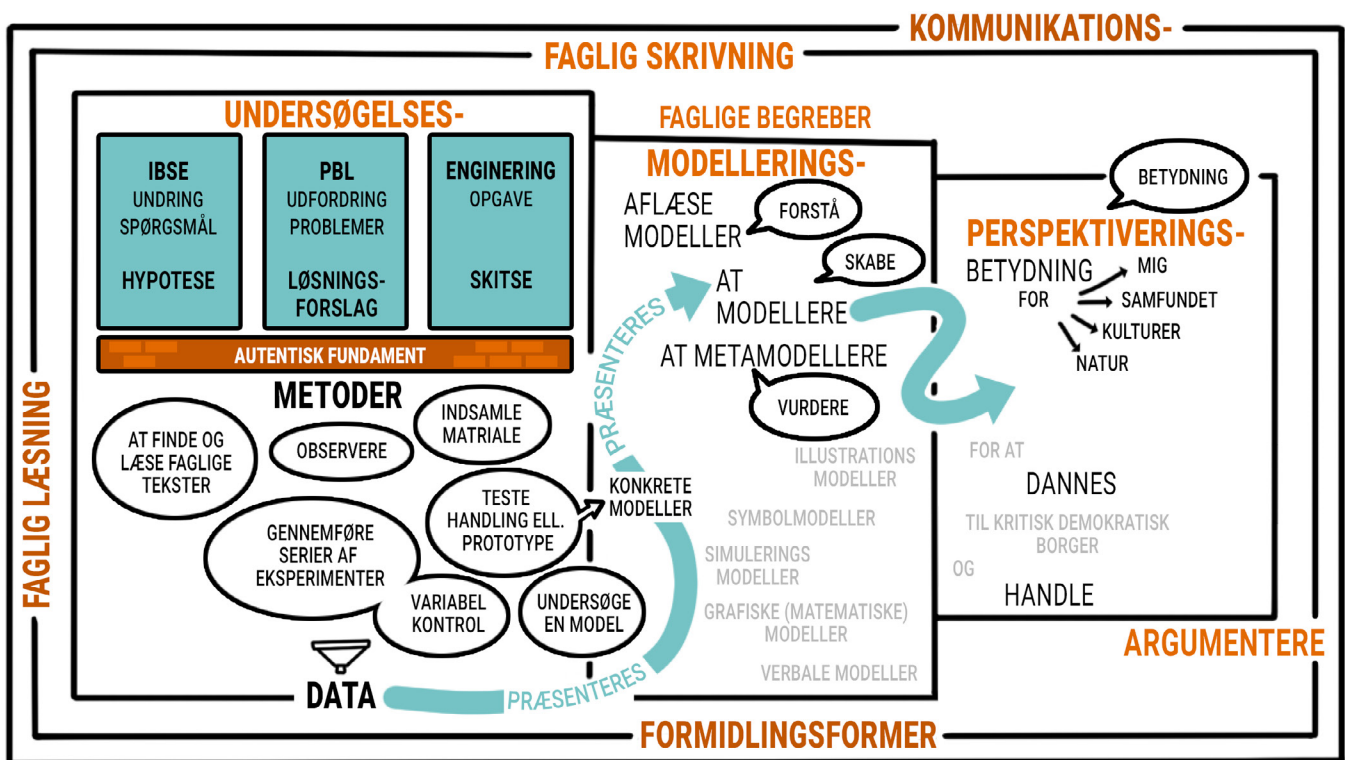 KOMMUNIKATIONS-
FAGLIG SKRIVNING
FAGLIG LÆSNING
UNDERSØGELSES-
IBSE
UNDRING
SPØRGSMÅL
HYPOTESE
PBL
UDFORDRING
PROBLEMER
LØSNINGS-
FORSLAG
ENGINERING
OPGAVE
SKITSE
AUTENTISK FUNDAMENT
METODER
AT FINDE OG
LÆSE FAGLIGE
TEKSTER
OBSERVERE
INDSAMLE
MATRIALE
GENNEMFØRE
SERIER AF
EKSPERIMENTER
TESTE
HANDLING ELL.
PROTOTYPE
VARIABEL
KONTROL
UNDERSØGE
EN MODEL
DATA
PRÆSENTERES
KONKRETE
MODELLER
PRÆSENTERES
FAGLIGE BEGREBER
MODELLERINGS-
AFLÆSE
MODELLER
FORSTÅ
SKABE
AT
MODELLERE
AT METAMODELLERE
VURDERE
ILLUSTRATIONS
MODELLER
SYMBOLMODELLER
SIMULERINGS
MODELLER
GRAFISKE (MATEMATISKE)
MODELLER
VERBALE MODELLER
BETYDNING
PERSPEKTIVERINGS-
BETYDNING
FOR
MIG
SAMFUNDET
KULTURER
NATUR
FOR AT
DANNES
TIL KRITISK DEMOKRATISK
BORGER
OG
HANDLE
ARGUMENTERE
FORMIDLINGSFORMER